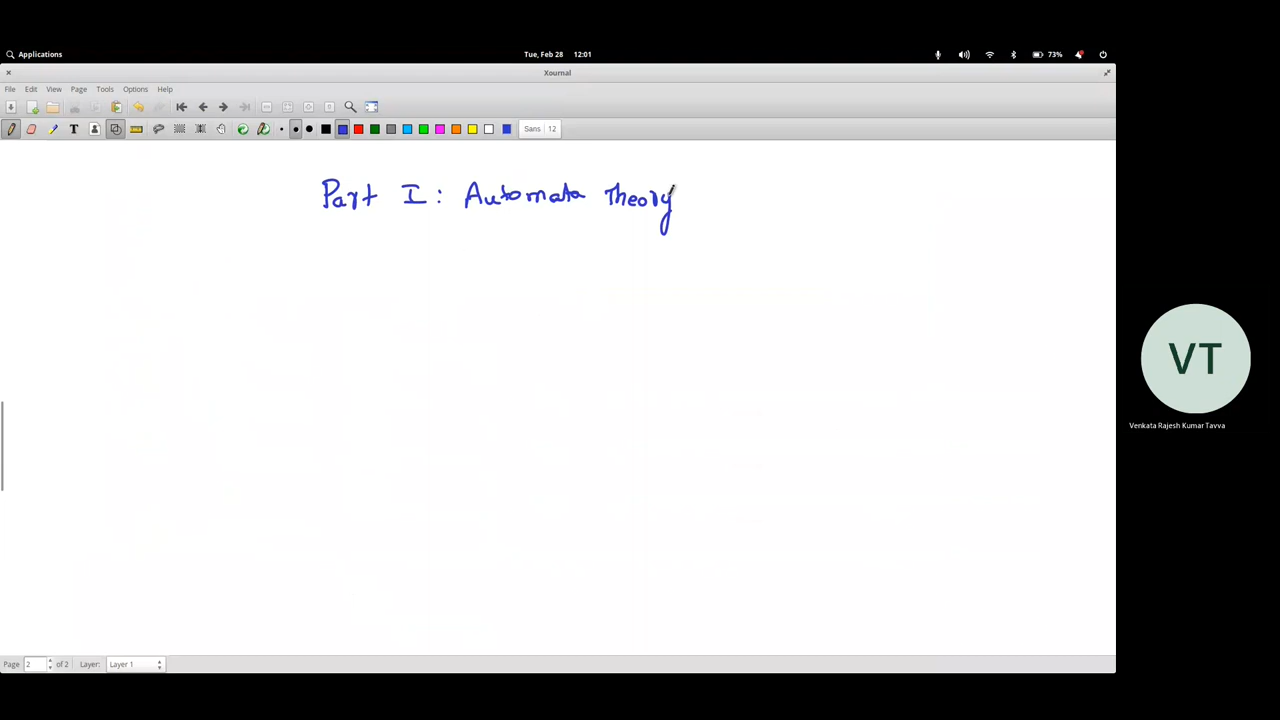 Applications
Tue, Feb 28 12:01
73%
Xournal
File Edit View Page Tools Options Help
T
Sans 12
Part I: Automata Theory
VT
Venkata Rajesh Kumar Tavva
Page 2 of 2 Layer: Layer 1